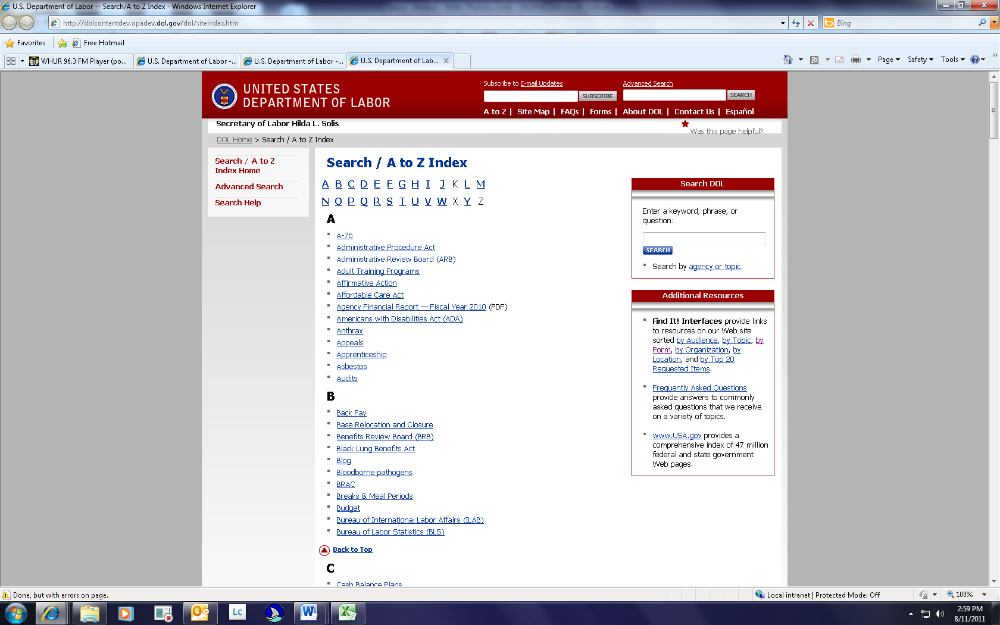 U.S. Department of Labor -- Search/A to Z Index - Windows Internet Explorer
http://dolcontentdev.opadev.dol.gov/dol/siteindex.htm
Bing
Favorites
Free Hotmail
WHUR 96.3 FM Player (po...
U.S. Department of Labor -...
U.S. Department of Labor -...
U.S. Department of Lab...
Page
Safety
Tools
UNITED STATES
DEPARTMENT OF LABOR
Subscribe to E-mail Updates
SUBSCRIBE
Advanced Search
SEARCH
A to Z | Site Map | FAQs | Forms | About DOL | Contact Us | Español
Secretary of Labor Hilda L. Solis
Was this page helpful?
DOL Home > Search / A to Z Index
Search / A to Z
Index Home
Advanced Search
Search Help
Search / A to Z Index
A B C D E F G H I J K L M
N O P Q R S T U V W X Y Z
A
A-76
Administrative Procedure Act
Administrative Review Board (ARB)
Adult Training Programs
Affirmative Action
Affordable Care Act
Agency Financial Report — Fiscal Year 2010 (PDF)
Americans with Disabilities Act (ADA)
Anthrax
Appeals
Apprenticeship
Asbestos
Audits
B
Back Pay
Base Relocation and Closure
Benefits Review Board (BRB)
Black Lung Benefits Act
Blog
Bloodborne pathogens
BRAC
Breaks & Meal Periods
Budget
Bureau of International Labor Affairs (ILAB)
Bureau of Labor Statistics (BLS)
Back to Top
C
Cash Balance Plans
Search DOL
Enter a keyword, phrase, or
question:
SEARCH
Search by agency or topic.
Additional Resources
Find It! Interfaces provide links
to resources on our Web site
sorted by Audience, by Topic, by
Form, by Organization, by
Location, and by Top 20
Requested Items.
Frequently Asked Questions
provide answers to commonly
asked questions that we receive
on a variety of topics.
www.USA.gov provides a
comprehensive index of 47 million
federal and state government
Web pages.
Done, but with errors on page.
Local intranet | Protected Mode: Off
100%
Lc
2:59 PM
8/11/2011